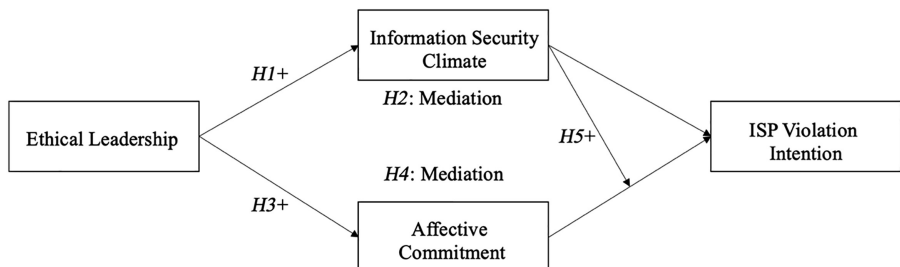 Information Security
Climate
H1+
H2: Mediation
Ethical Leadership
H5+
ISP Violation
Intention
H4: Mediation
H3+
Affective
Commitment